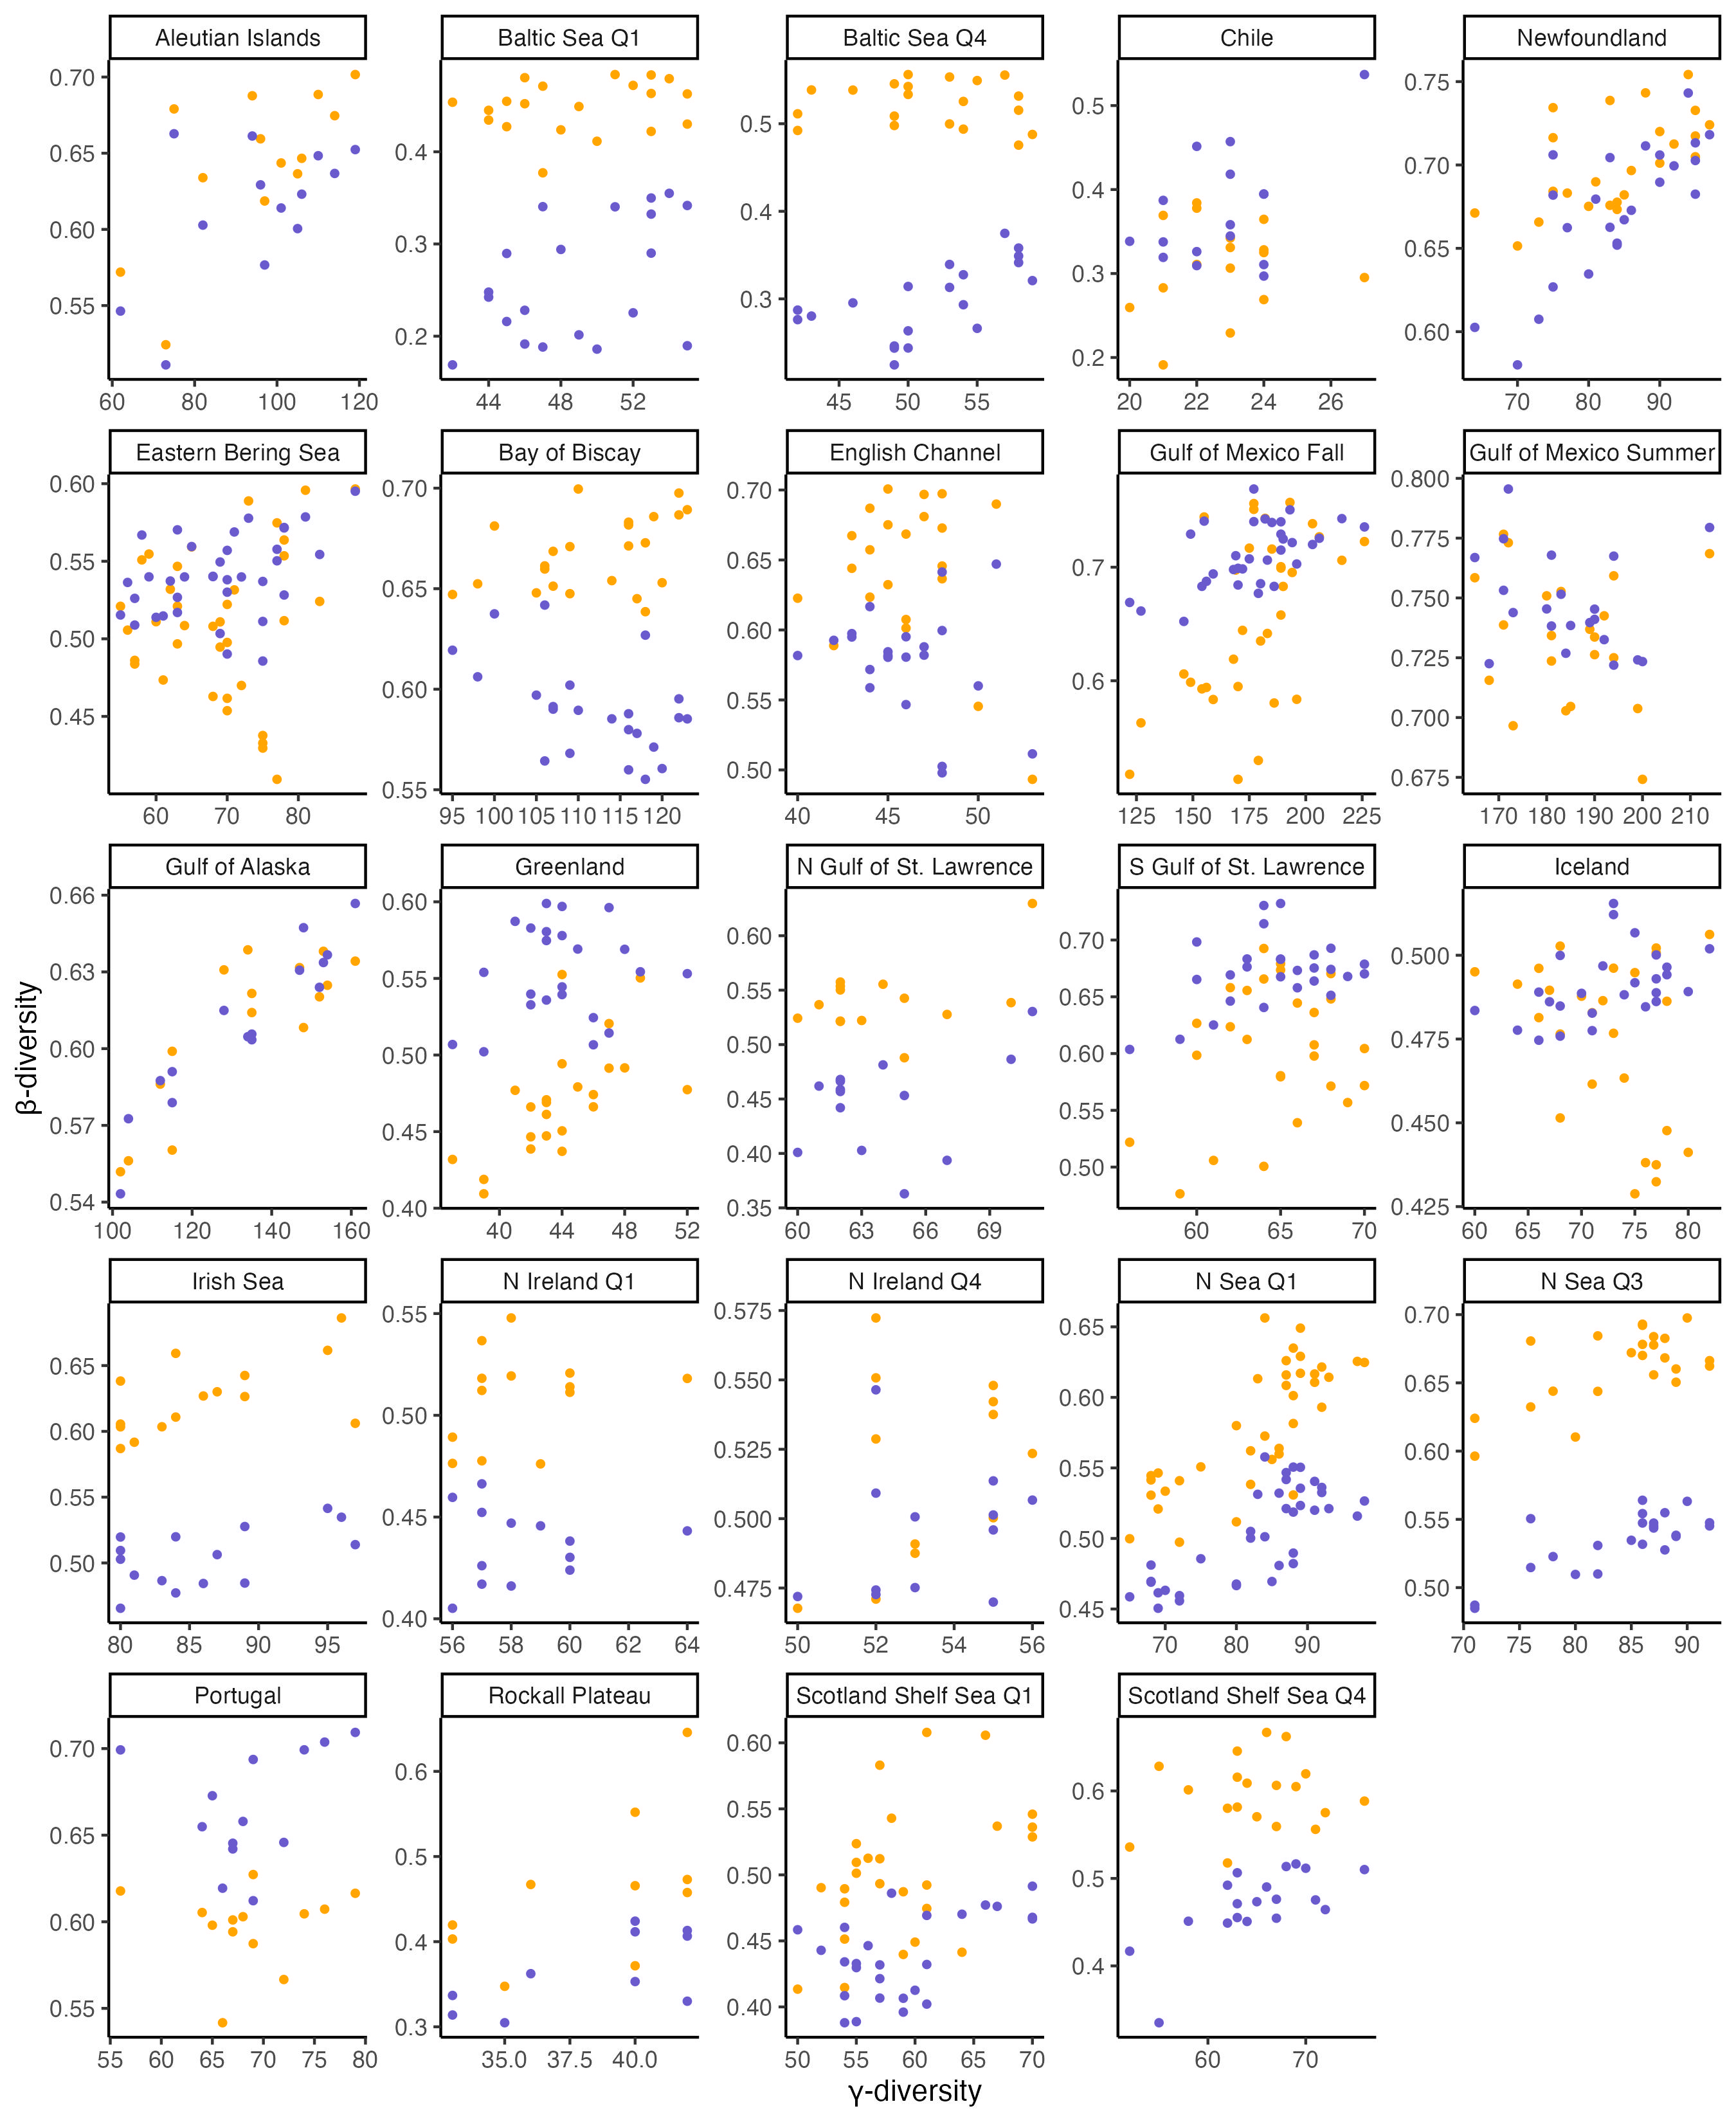 Aleutian Islands
Baltic Sea Q1
Baltic Sea Q4
Chile
Newfoundland
0.70
0.65
0.60
0.55
60 80 100 120
0.4
0.3
0.2
44 48 52
0.5
0.4
0.3
45 50 55
0.5
0.4
0.3
0.2
20 22 24 26
0.75
0.70
0.65
0.60
70 80 90
Eastern Bering Sea
Bay of Biscay
English Channel
Gulf of Mexico Fall
Gulf of Mexico Summer
0.60
0.55
0.50
0.45
60 70 80
0.70
0.65
0.60
0.55
95 100 105 110 115 120
0.70
0.65
0.60
0.55
0.50
40 45 50
0.7
0.6
125 150 175 200 225
0.800
0.775
0.750
0.725
0.700
0.675
170 180 190 200 210
Gulf of Alaska
Greenland
N Gulf of St. Lawrence
S Gulf of St. Lawrence
Iceland
0.66
0.63
0.60
0.57
0.54
100 120 140 160
0.60
0.55
0.50
0.45
0.40
40 44 48 52
0.60
0.55
0.50
0.45
0.40
0.35
60 63 66 69
0.70
0.65
0.60
0.55
0.50
60 65 70
0.500
0.475
0.450
0.425
60 65 70 75 80
Irish Sea
N Ireland Q1
N Ireland Q4
N Sea Q1
N Sea Q3
0.65
0.60
0.55
0.50
80 85 90 95
0.55
0.50
0.45
0.40
56 58 60 62 64
0.575
0.550
0.525
0.500
0.475
50 52 54 56
0.65
0.60
0.55
0.50
0.45
70 80 90
0.70
0.65
0.60
0.55
0.50
70 75 80 85 90
Portugal
Rockall Plateau
Scotland Shelf Sea Q1
Scotland Shelf Sea Q4
0.70
0.65
0.60
0.55
55 60 65 70 75 80
0.6
0.5
0.4
0.3
35.0 37.5 40.0
0.60
0.55
0.50
0.45
0.40
50 55 60 65 70
0.6
0.5
0.4
60 70
β-diversity
γ-diversity